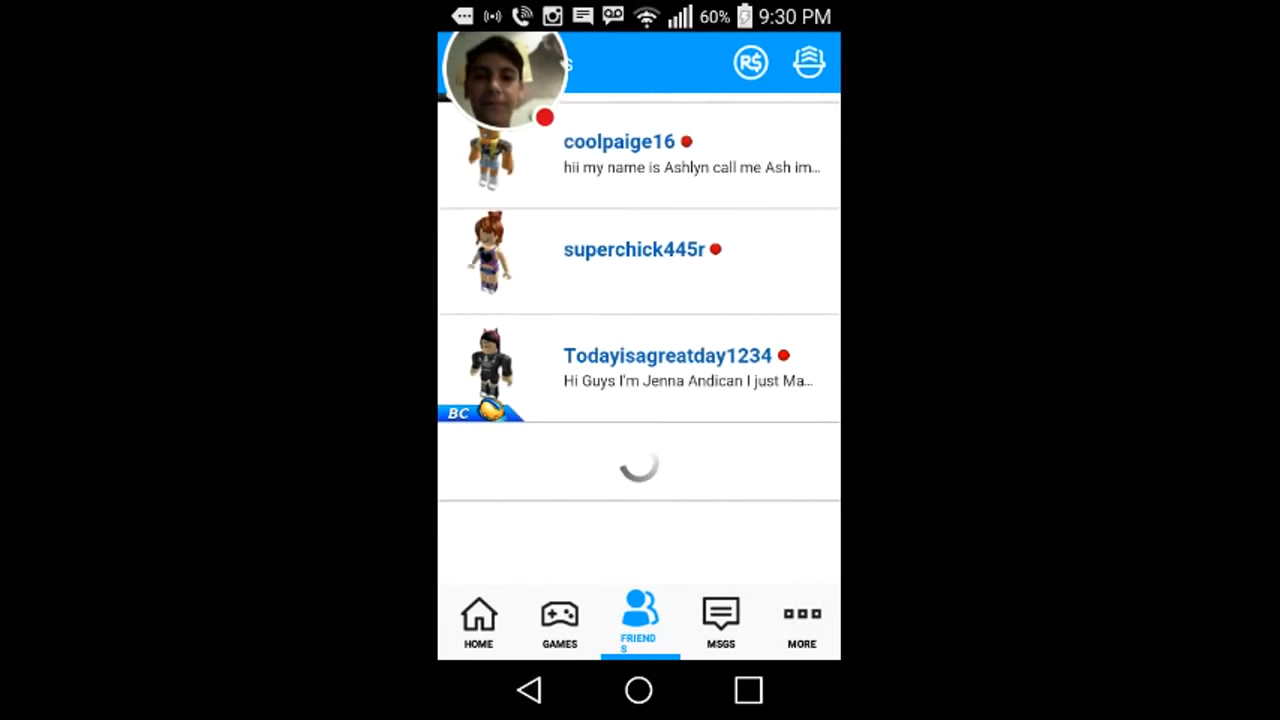 60% 9:30 PM
s
R$
coolpaige16
hii my name is Ashlyn call me Ash im...
superchick445r
Todayisagreatday1234
Hi Guys I'm Jenna Andican I just Ma...
BC
HOME
GAMES
FRIEND
S
MSGS
MORE